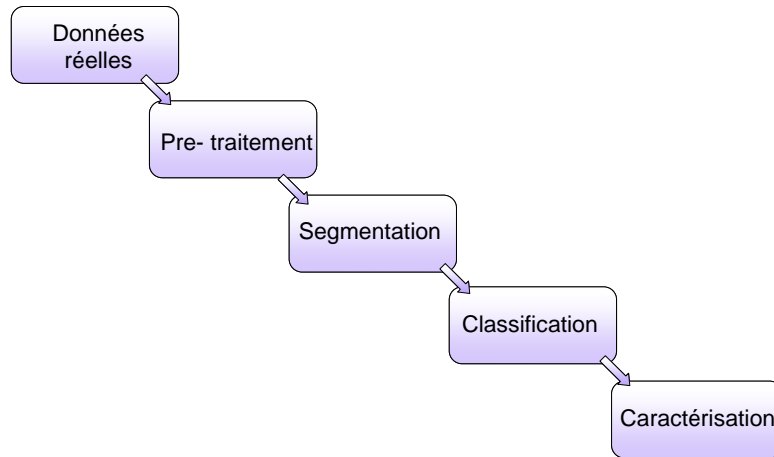 Données
réelles
Pre- traitement
Segmentation
Classification
Caractérisation